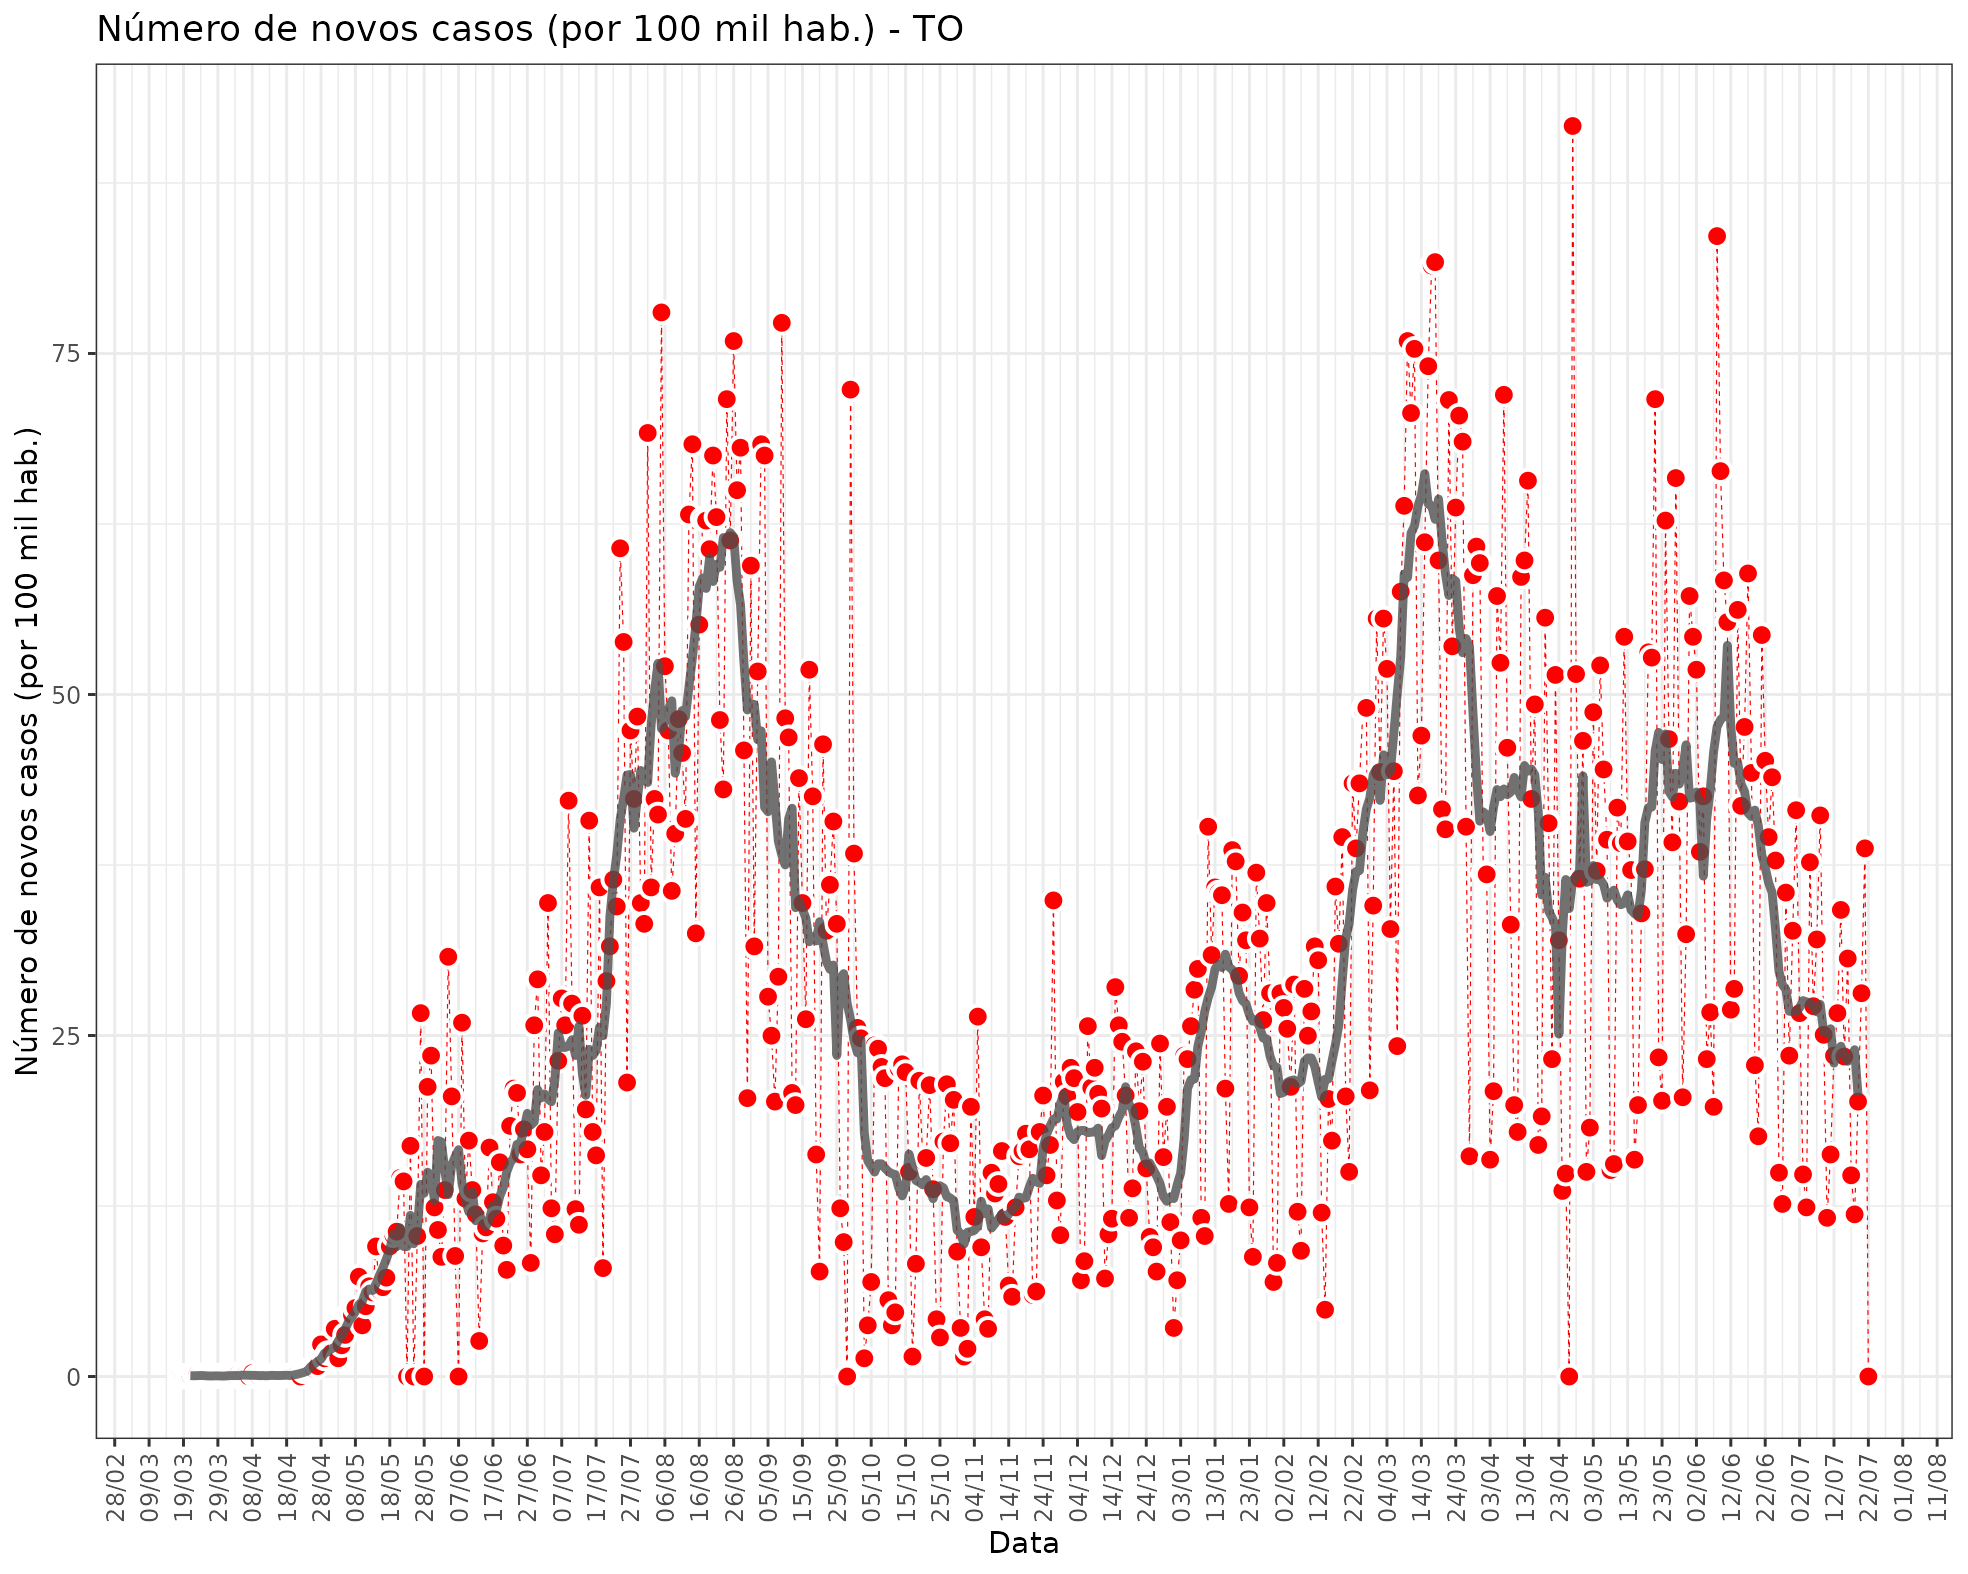 Número de novos casos (por 100 mil hab.) - TO
Número de novos casos (por 100 mil hab.)
75
50
25
0
28/02 09/03 19/03 29/03 08/04 18/04 28/04 08/05 18/05 28/05 07/06 17/06 27/06 07/07 17/07 27/07 06/08 16/08 26/08 05/09 15/09 25/09 05/10 15/10 25/10 04/11 14/11 24/11 04/12 14/12 24/12 03/01 13/01 23/01 02/02 12/02 22/02 04/03 14/03 24/03 03/04 13/04 23/04 03/05 13/05 23/05 02/06 12/06 22/06 02/07 12/07 22/07 01/08 11/08
Data